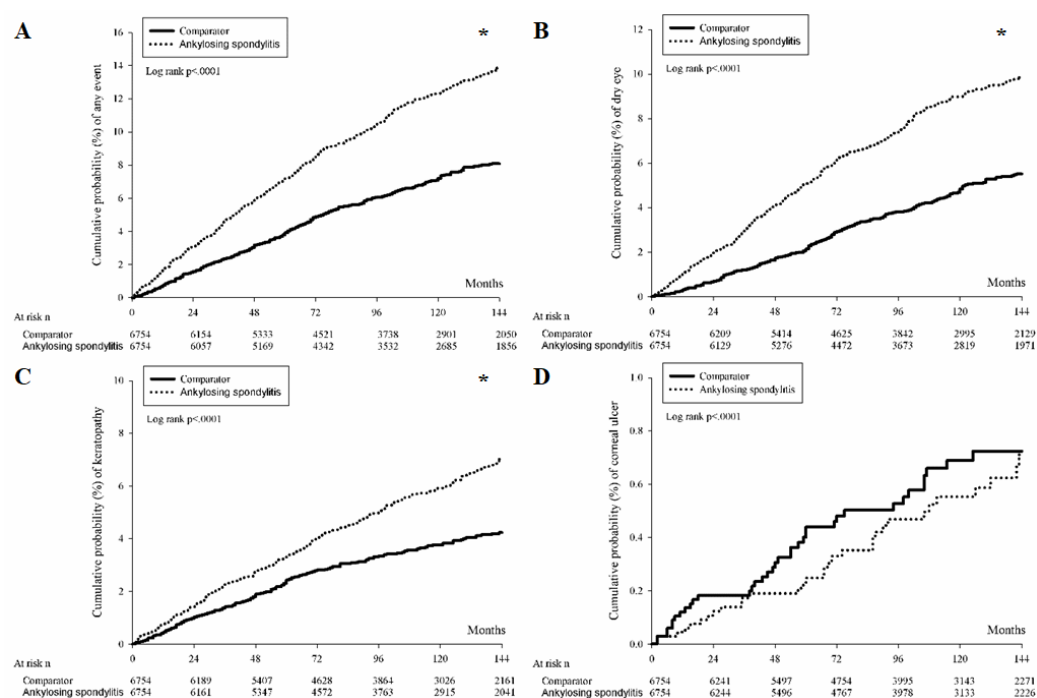 A
Comparator
Ankylosing spondylitis
*
Log rank p<.0001
Cumulative probability (%) of any event
16
14
12
10
8
6
4
2
0
Months
0 24 48 72 96 120 144
At risk n
Comparator 6754 6154 5333 4521 3738 2901 2050
Ankylosing spondylitis 6754 6057 5169 4342 3532 2685 1856
B
Comparator
Ankylosing spondylitis
*
Log rank p<.0001
Cumulative probability (%) of dry eye
12
10
8
6
4
2
0
Months
0 24 48 72 96 120 144
At risk n
Comparator 6754 6209 5414 4625 3842 2995 2129
Ankylosing spondylitis 6754 6129 5276 4472 3673 2819 1971
C
Comparator
Ankylosing spondylitis
*
Log rank p<.0001
Cumulative probability (%) of keratopathy
10
8
6
4
2
0
Months
0 24 48 72 96 120 144
At risk n
Comparator 6754 6189 5407 4628 3864 3026 2161
Ankylosing spondylitis 6754 6161 5347 4572 3763 2915 2041
D
Comparator
Ankylosing spondylitis
Log rank p<.0001
Cumulative probability (%) of corneal ulcer
1.0
0.8
0.6
0.4
0.2
0.0
Months
0 24 48 72 96 120 144
At risk n
Comparator 6754 6241 5497 4754 3995 3143 2271
Ankylosing spondylitis 6754 6244 5496 4767 3978 3133 2226